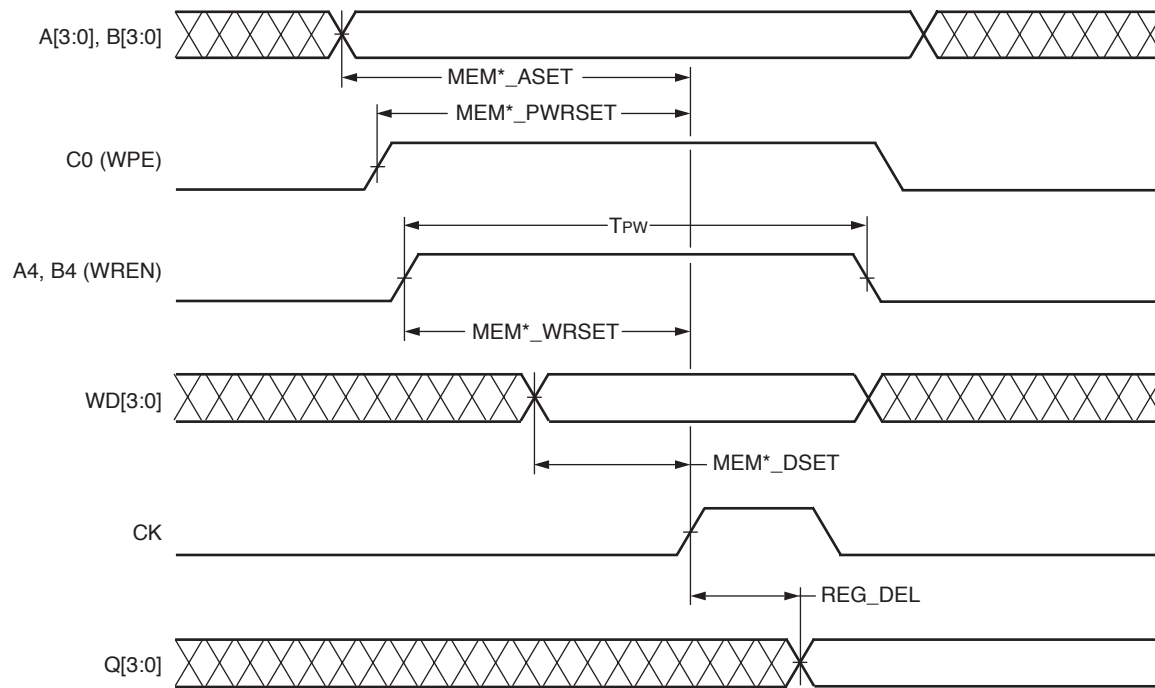 A[3:0], B[3:0]
MEM*_ASET
MEM*_PWRSET
C0 (WPE)
TPW
A4, B4 (WREN)
MEM*_WRSET
WD[3:0]
MEM*_DSET
CK
REG_DEL
Q[3:0]